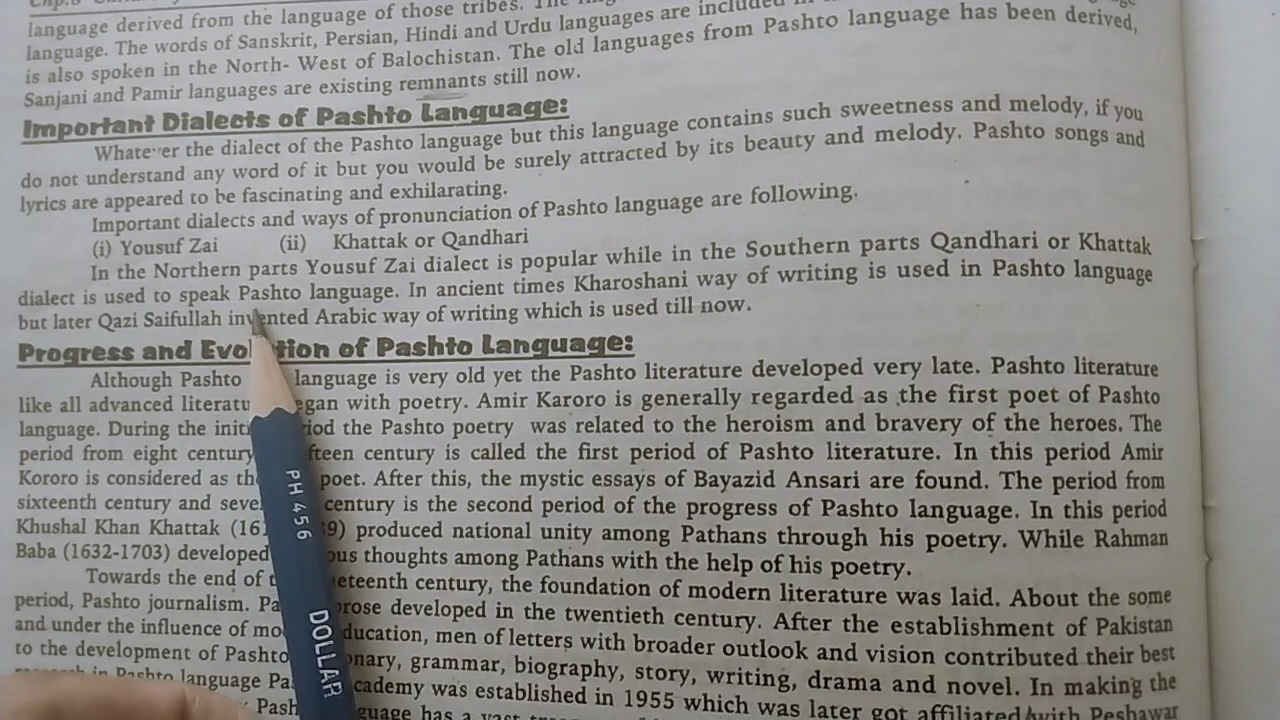 language derived from the language of those tribes. The
language. The words of Sanskrit, Persian, Hindi and Urdu languages are included
is also spoken in the North- West of Balochistan. The old languages from Pashto language has been derived,
Sanjani and Pamir languages are existing remnants still now.
Important Dialects of Pashto Language:
Whatever the dialect of the Pashto language but this language contains such sweetness and melody, if you
do not understand any word of it but you would be surely attracted by its beauty and melody. Pashto songs and
lyrics are appeared to be fascinating and exhilarating.
Important dialects and ways of pronunciation of Pashto language are following.
(i) Yousuf Zai (ii) Khattak or Qandhari
In the Northern parts Yousuf Zai dialect is popular while in the Southern parts Qandhari or Khattak
dialect is used to speak Pashto language. In ancient times Kharoshani way of writing is used in Pashto language
but later Qazi Saifullah invented Arabic way of writing which is used till now.
Progress and Evolution of Pashto Language:
Although Pashto language is very old yet the Pashto literature developed very late. Pashto literature
like all advanced began with poetry. Amir Karoro is generally regarded as the first poet of Pashto
language. During the the Pashto poetry was related to the heroism and bravery of the heroes. The
period from eight century century is called the first period of Pashto literature. In this period Amir
Kororo is considered as poet. After this, the mystic essays of Bayazid Ansari are found. The period from
sixteenth century and century is the second period of the progress of Pashto language. In this period
Khushal Khan Khattak produced national unity among Pathans through his poetry. While Rahman
Baba (1632-1703) developed thoughts among Pathans with the help of his poetry.
Towards the end of century, the foundation of modern literature was laid. About the some
period, Pashto journalism. prose developed in the twentieth century. After the establishment of Pakistan
and under the influence of education, men of letters with broader outlook and vision contributed their best
to the development of Pashto grammar, biography, story, writing, drama and novel. In making the
research in Pashto language academy was established in 1955 which was later got affiliated with Peshawar
language has a vast
PH 456
DOLLAR